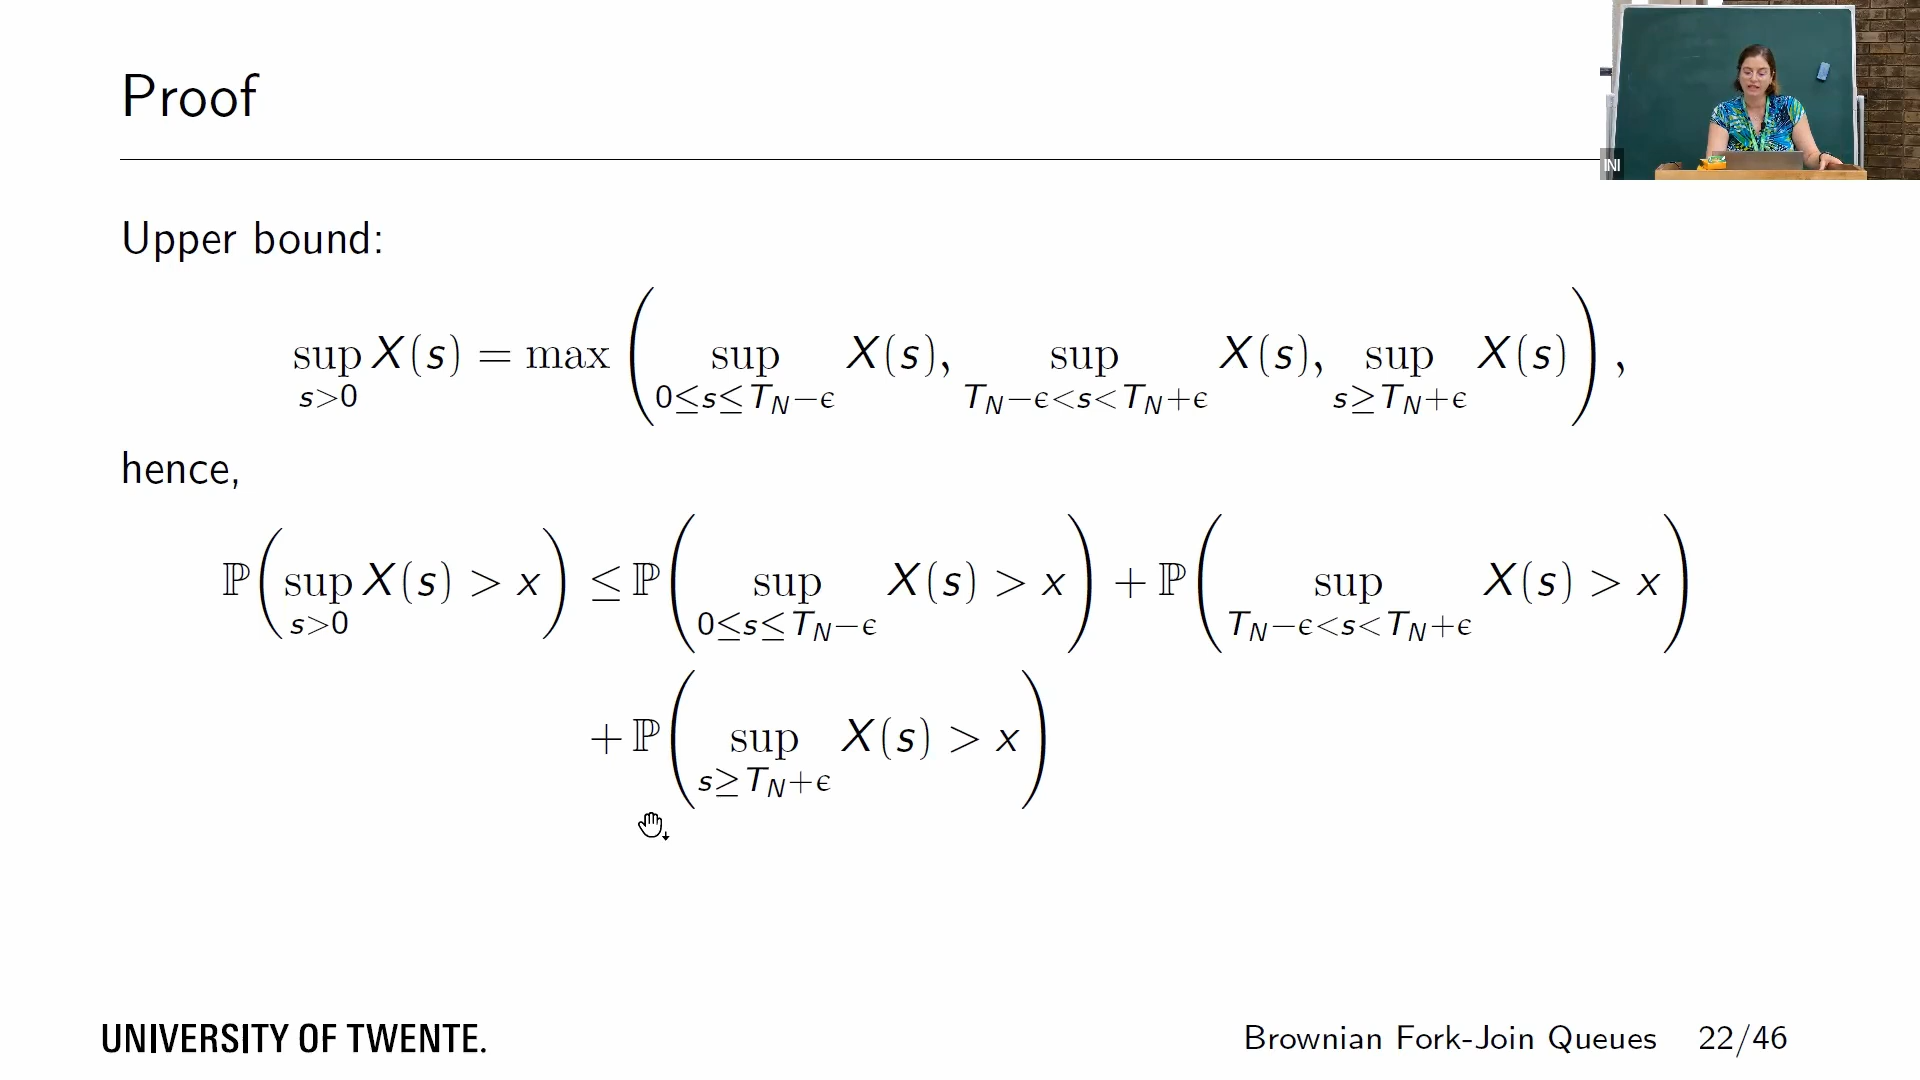 Proof
INI
Upper bound:
sup_{s>0} X(s) = max ( sup_{0≤s≤T_N−ϵ} X(s), sup_{T_N−ϵ<s<T_N+ϵ} X(s), sup_{s≥T_N+ϵ} X(s) ) ,
hence,
ℙ( sup_{s>0} X(s) > x ) ≤ ℙ( sup_{0≤s≤T_N−ϵ} X(s) > x ) + ℙ( sup_{T_N−ϵ<s<T_N+ϵ} X(s) > x )
+ ℙ( sup_{s≥T_N+ϵ} X(s) > x )
UNIVERSITY OF TWENTE.
Brownian Fork-Join Queues 22/46